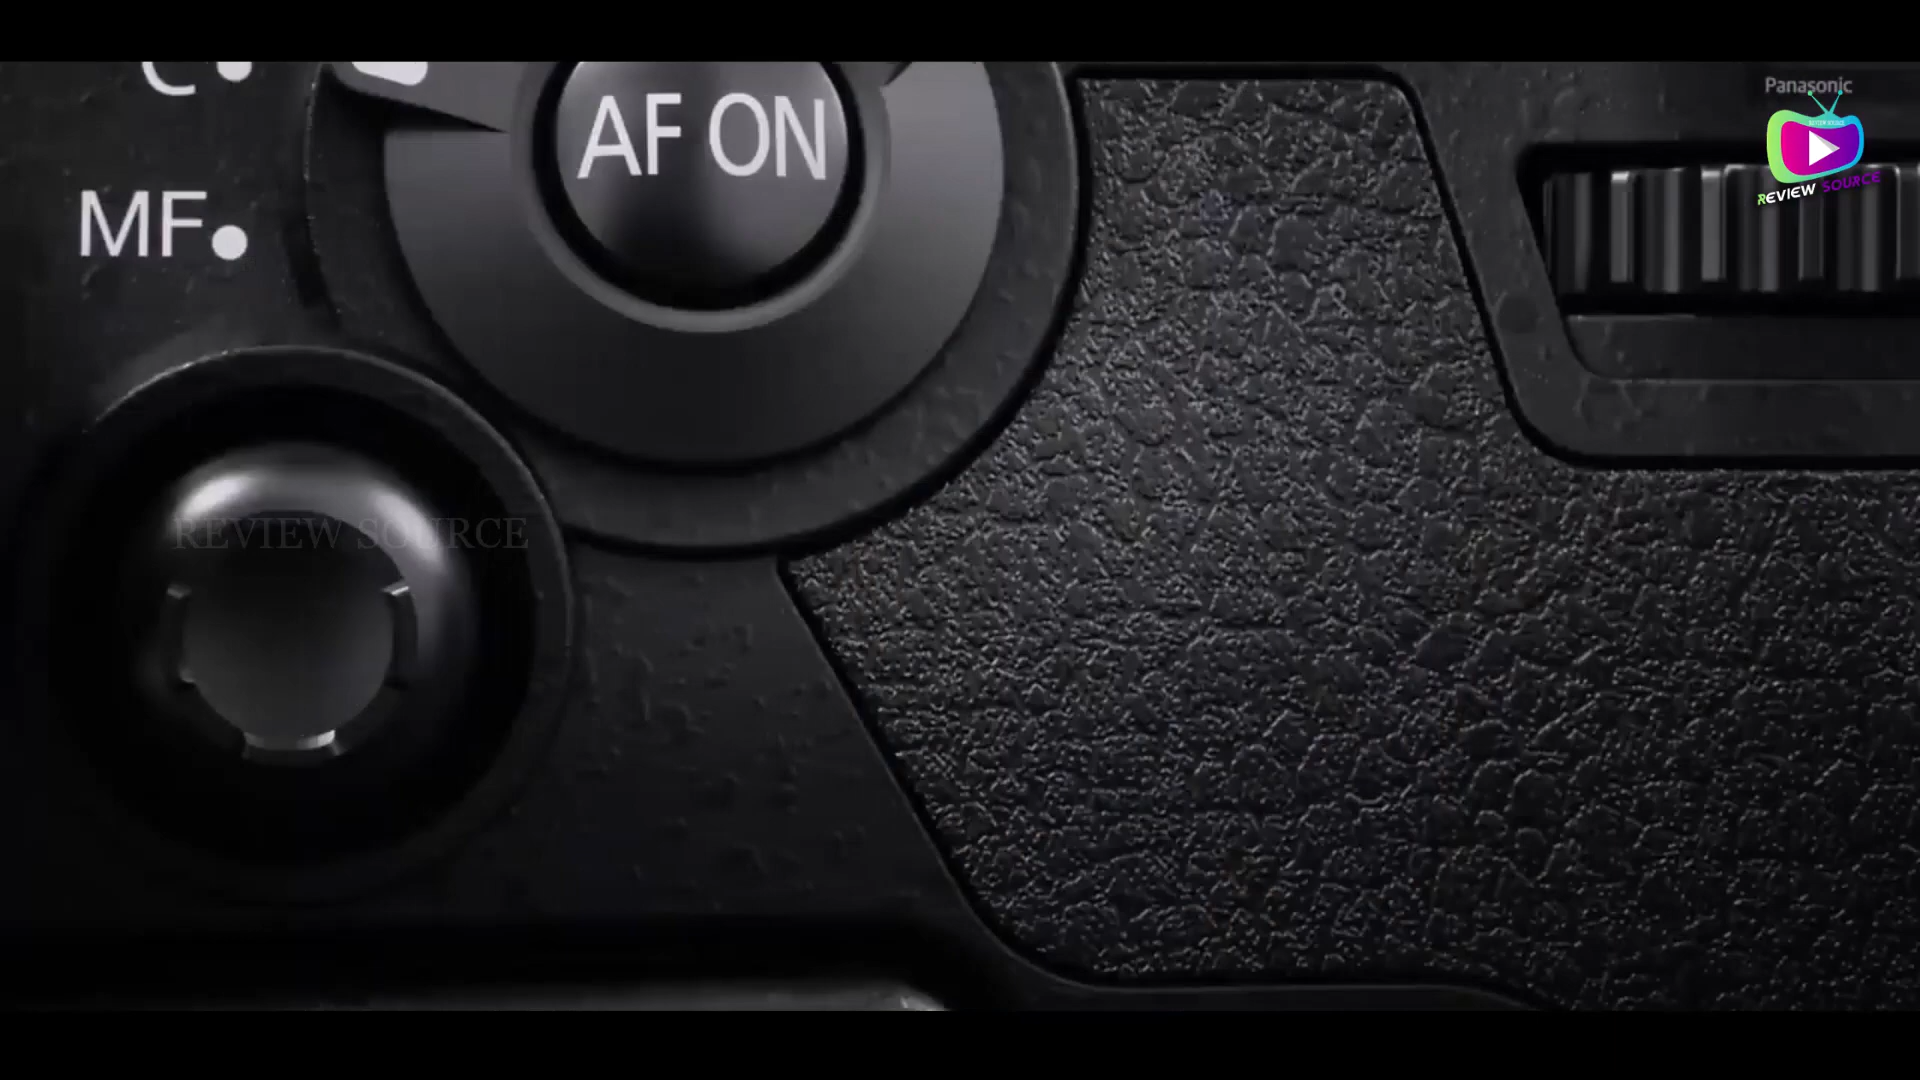 Panasonic
C
AF ON
REVIEW SOURCE
MF
REVIEW SOURCE